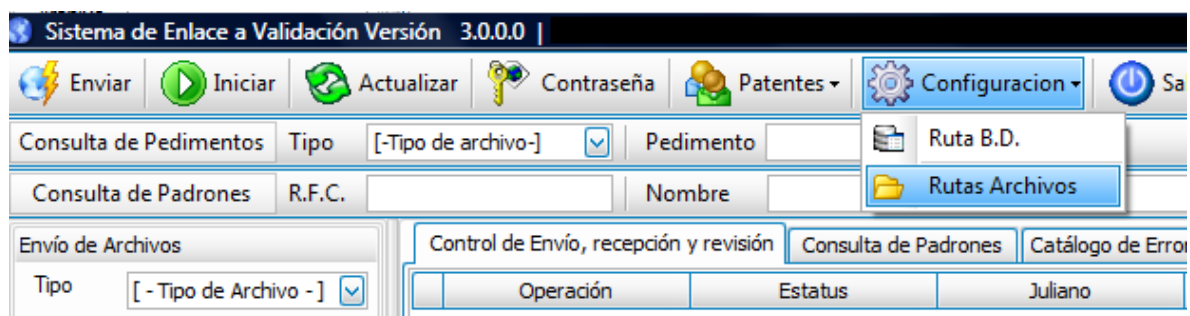 Sistema de Enlace a Validación Versión 3.0.0.0 |
Enviar Iniciar Actualizar Contraseña Patentes Configuracion
Consulta de Pedimentos Tipo [-Tipo de archivo-] Pedimento Ruta B.D.
Consulta de Padrones R.F.C. Nombre Rutas Archivos
Envío de Archivos Control de Envío, recepción y revisión Consulta de Padrones Catálogo de
Tipo [ - Tipo de Archivo - ] Operación Estatus Juliano